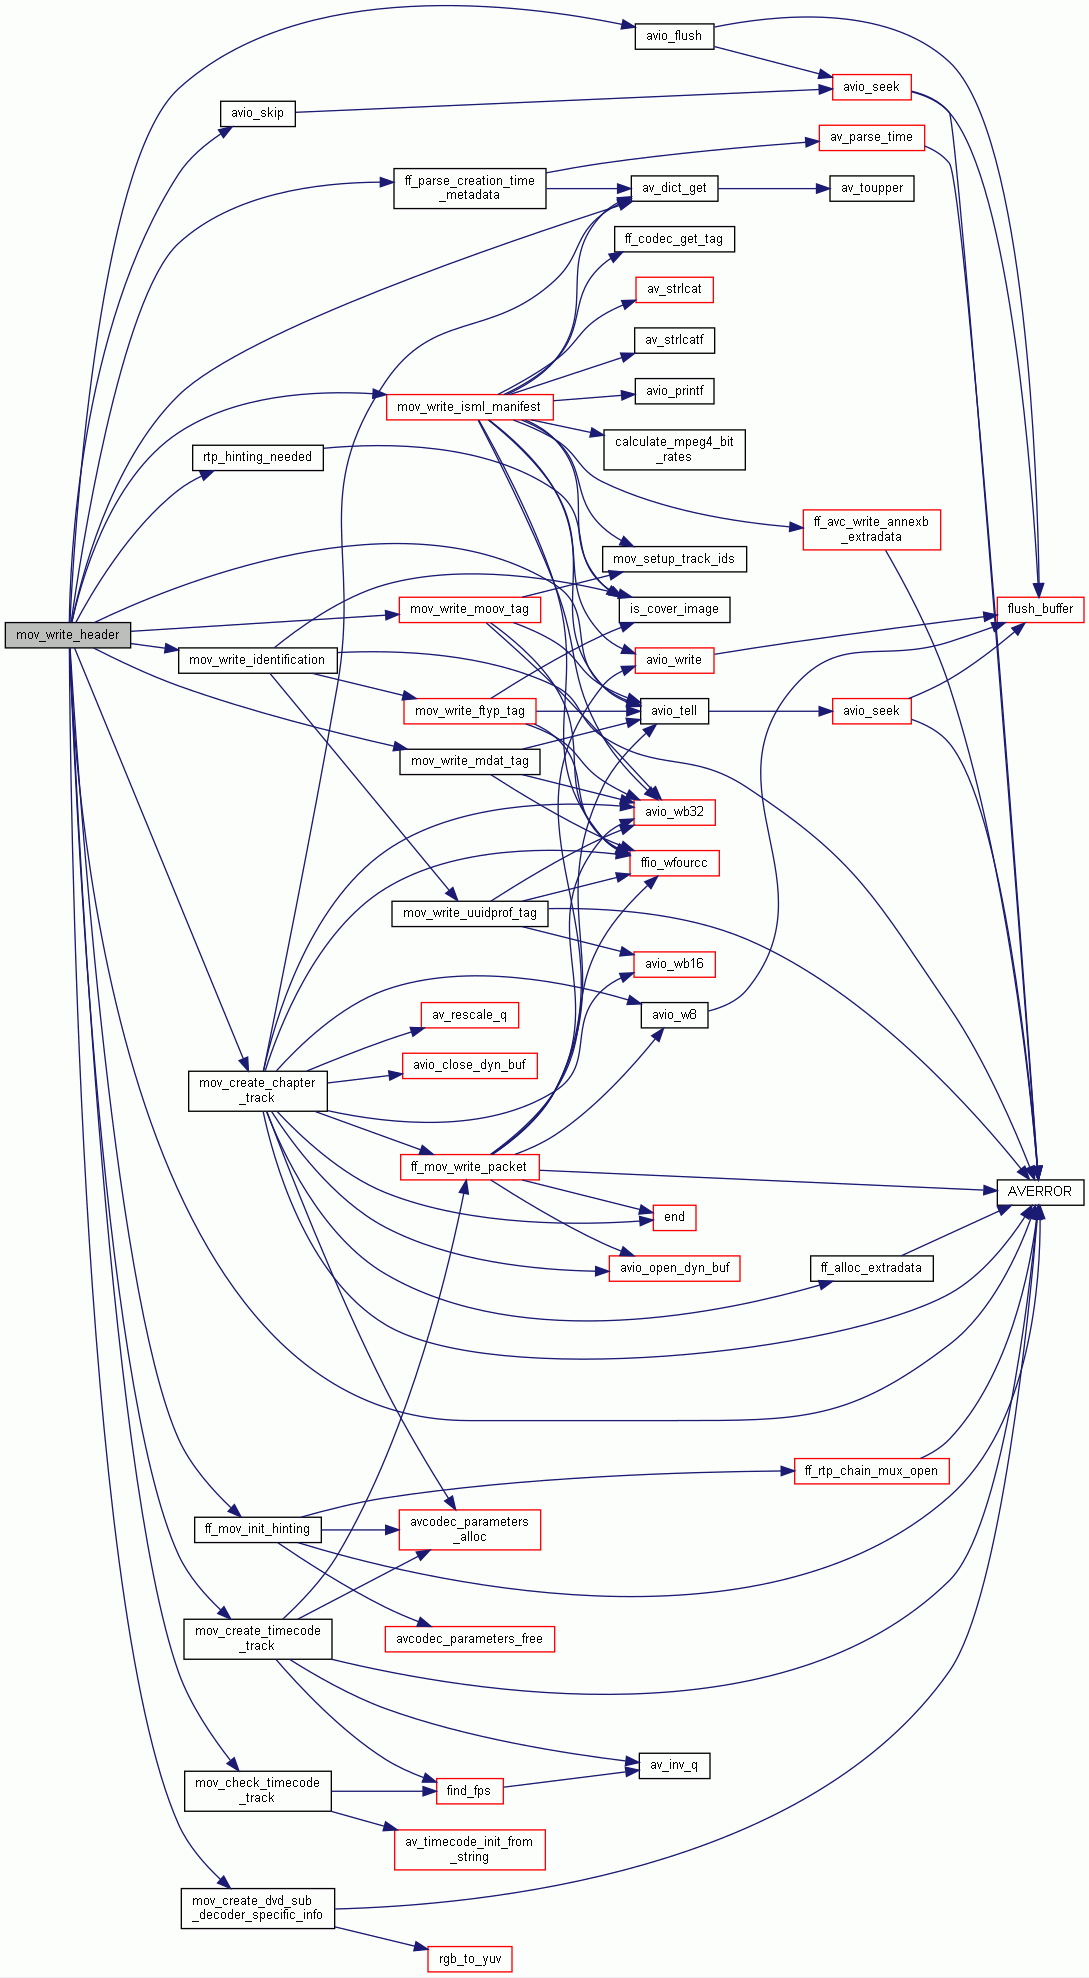 avio_flush
avio_seek
avio_skip
av_parse_time
ff_parse_creation_time
_metadata
av_dict_get
av_toupper
ff_codec_get_tag
av_strlcat
av_strlcatf
avio_printf
mov_write_isml_manifest
calculate_mpeg4_bit
_rates
rtp_hinting_needed
ff_avc_write_annexb
_extradata
mov_setup_track_ids
mov_write_moov_tag
is_cover_image
flush_buffer
mov_write_header
mov_write_identification
avio_write
mov_write_ftyp_tag
avio_tell
avio_seek
mov_write_mdat_tag
avio_wb32
ffio_wfourcc
mov_write_uuidprof_tag
avio_wb16
av_rescale_q
avio_w8
avio_close_dyn_buf
mov_create_chapter
_track
ff_mov_write_packet
AVERROR
end
avio_open_dyn_buf
ff_alloc_extradata
ff_rtp_chain_mux_open
ff_mov_init_hinting
avcodec_parameters
_alloc
mov_create_timecode
_track
avcodec_parameters_free
av_inv_q
mov_check_timecode
_track
find_fps
av_timecode_init_from
_string
mov_create_dvd_sub
_decoder_specific_info
rgb_to_yuv